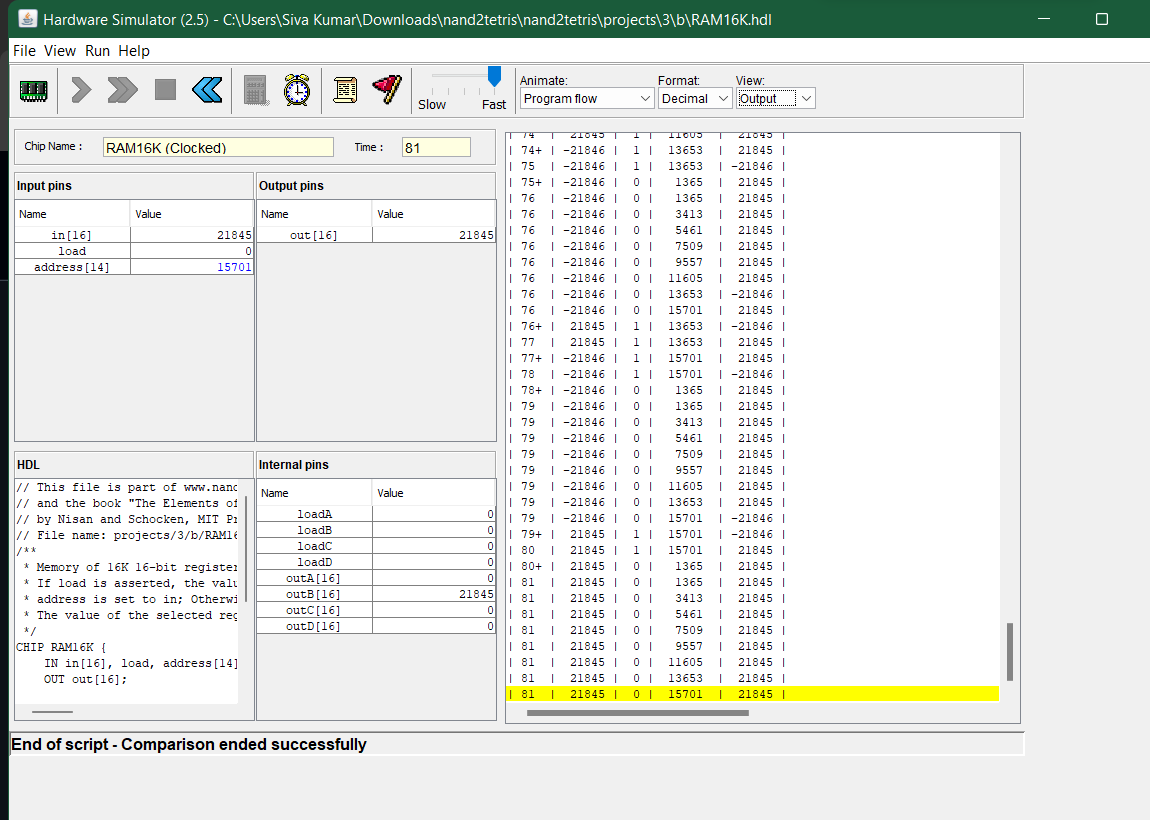 Hardware Simulator (2.5) - C:\Users\Siva Kumar\Downloads\nand2tetris\nand2tetris\projects\3\b\RAM16K.hdl
File View Run Help
Slow Fast
Animate: Format: View:
Program flow Decimal Output
Chip Name : RAM16K (Clocked) Time : 81
Input pins
Name Value
in[16] 21845
load 0
address[14] 15701
Output pins
Name Value
out[16] 21845
HDL
// This file is part of www.nand
// and the book "The Elements of
// by Nisan and Schocken, MIT Pr
// File name: projects/3/b/RAM16
/**
* Memory of 16K 16-bit register
* If load is asserted, the valu
* address is set to in; Otherwi
* The value of the selected reg
*/
CHIP RAM16K {
IN in[16], load, address[14]
OUT out[16];
Internal pins
Name Value
loadA 0
loadB 0
loadC 0
loadD 0
outA[16] 0
outB[16] 21845
outC[16] 0
outD[16] 0
| 74 | 21845 | 1 | 11605 | 21845 |
| 74+ | -21846 | 1 | 13653 | 21845 |
| 75 | -21846 | 1 | 13653 | -21846 |
| 75+ | -21846 | 0 | 1365 | 21845 |
| 76 | -21846 | 0 | 1365 | 21845 |
| 76 | -21846 | 0 | 3413 | 21845 |
| 76 | -21846 | 0 | 5461 | 21845 |
| 76 | -21846 | 0 | 7509 | 21845 |
| 76 | -21846 | 0 | 9557 | 21845 |
| 76 | -21846 | 0 | 11605 | 21845 |
| 76 | -21846 | 0 | 13653 | -21846 |
| 76 | -21846 | 0 | 15701 | 21845 |
| 76+ | 21845 | 1 | 13653 | -21846 |
| 77 | 21845 | 1 | 13653 | 21845 |
| 77+ | -21846 | 1 | 15701 | 21845 |
| 78 | -21846 | 1 | 15701 | -21846 |
| 78+ | -21846 | 0 | 1365 | 21845 |
| 79 | -21846 | 0 | 1365 | 21845 |
| 79 | -21846 | 0 | 3413 | 21845 |
| 79 | -21846 | 0 | 5461 | 21845 |
| 79 | -21846 | 0 | 7509 | 21845 |
| 79 | -21846 | 0 | 9557 | 21845 |
| 79 | -21846 | 0 | 11605 | 21845 |
| 79 | -21846 | 0 | 13653 | 21845 |
| 79 | -21846 | 0 | 15701 | -21846 |
| 79+ | 21845 | 1 | 15701 | -21846 |
| 80 | 21845 | 1 | 15701 | 21845 |
| 80+ | 21845 | 0 | 1365 | 21845 |
| 81 | 21845 | 0 | 1365 | 21845 |
| 81 | 21845 | 0 | 3413 | 21845 |
| 81 | 21845 | 0 | 5461 | 21845 |
| 81 | 21845 | 0 | 7509 | 21845 |
| 81 | 21845 | 0 | 9557 | 21845 |
| 81 | 21845 | 0 | 11605 | 21845 |
| 81 | 21845 | 0 | 13653 | 21845 |
| 81 | 21845 | 0 | 15701 | 21845 |
End of script - Comparison ended successfully